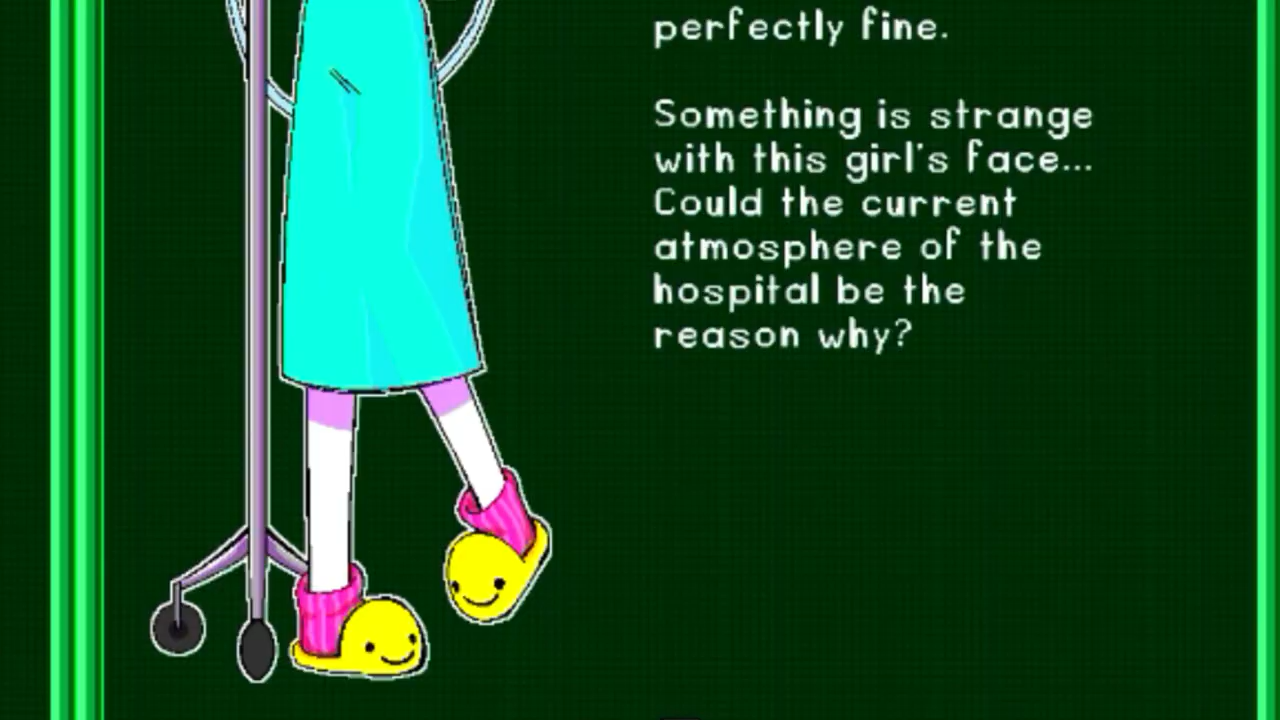 perfectly fine.
Something is strange
with this girl's face...
Could the current
atmosphere of the
hospital be the
reason why?